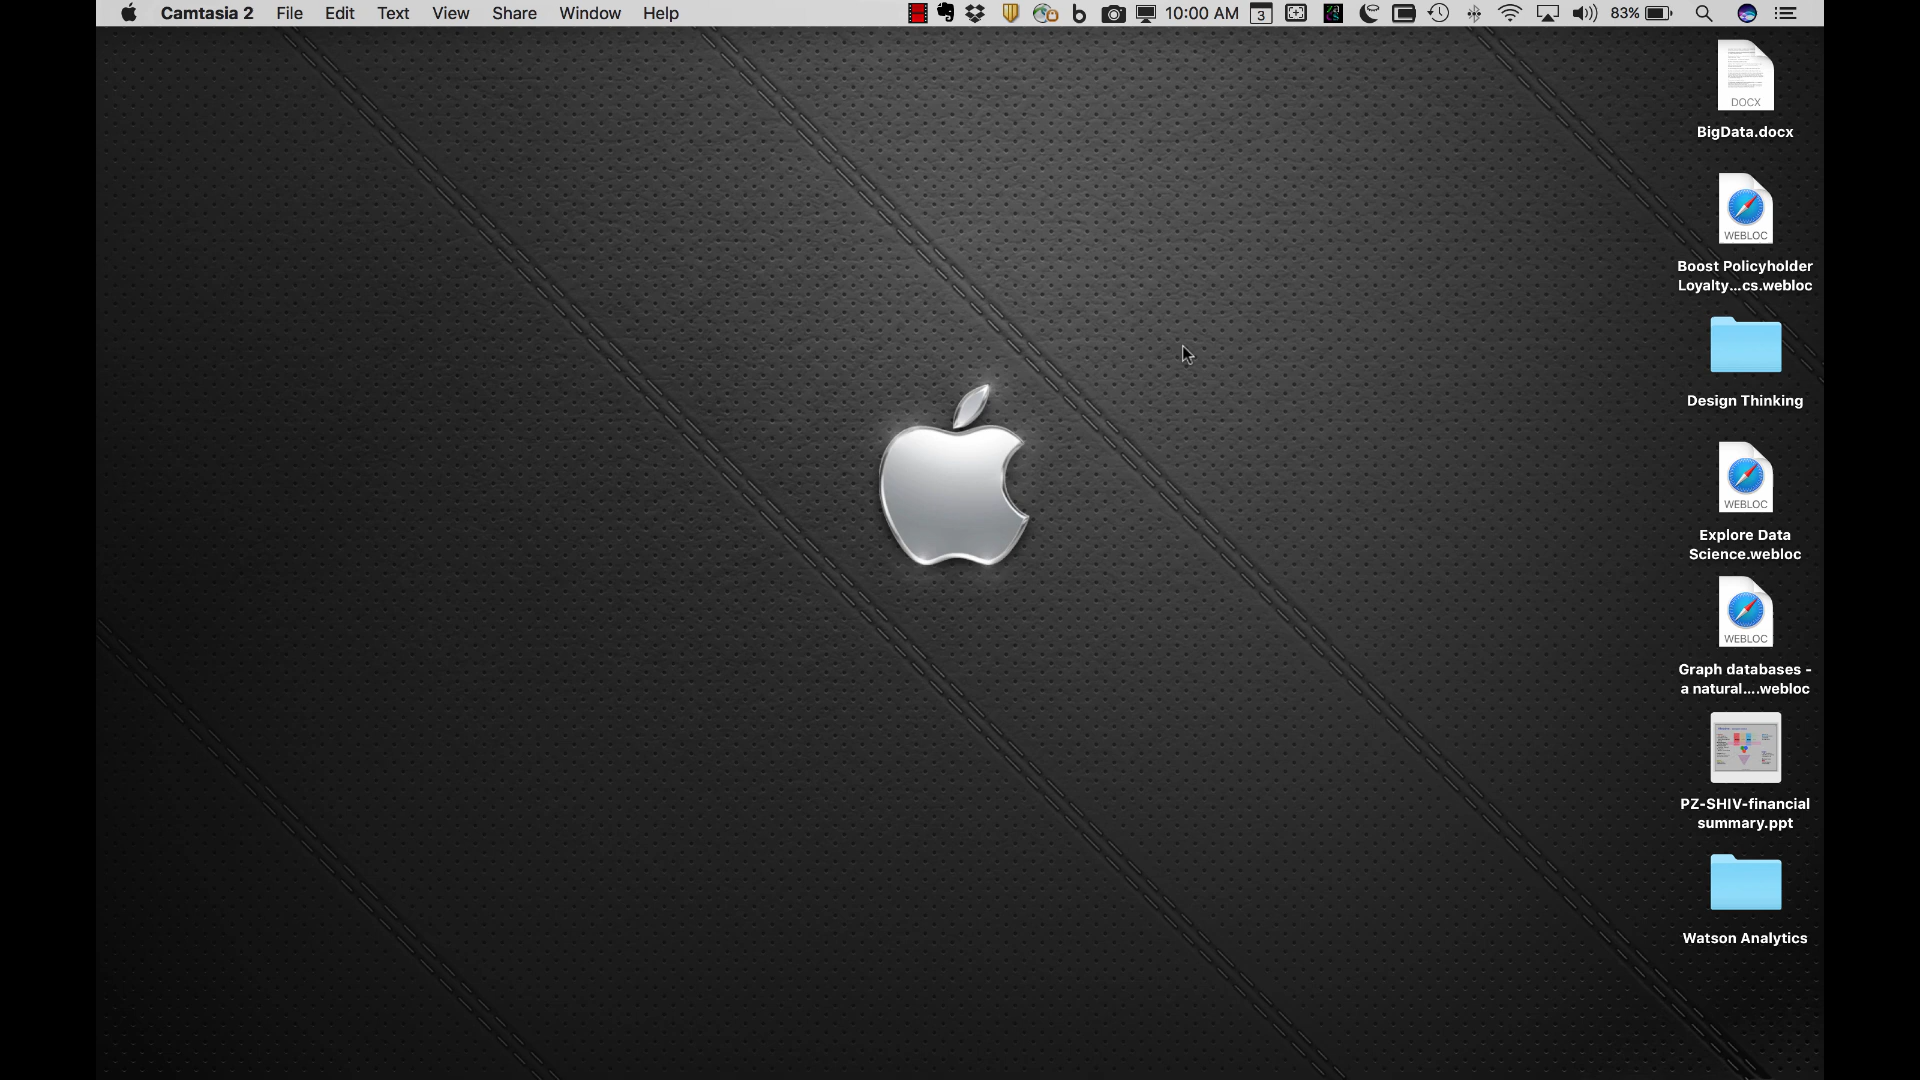 Camtasia 2 File Edit Text View Share Window Help 10:00 AM 3 83%
DOCX
BigData.docx
WEBLOC
Boost Policyholder
Loyalty...cs.webloc
Design Thinking
WEBLOC
Explore Data
Science.webloc
WEBLOC
Graph databases -
a natural....webloc
PZ-SHIV-financial
summary.ppt
Watson Analytics